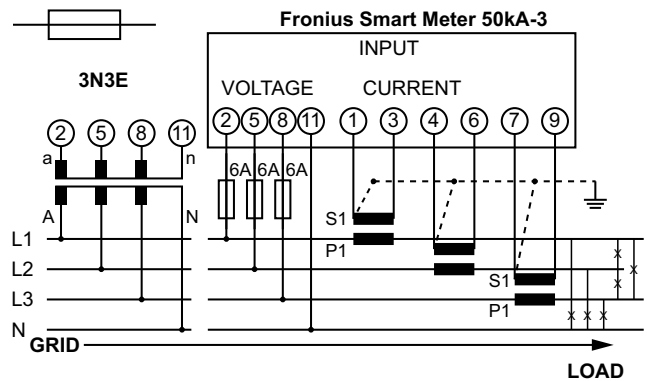 Fronius Smart Meter 50kA-3
INPUT
3N3E
VOLTAGE CURRENT
2 5 8 11 2 5 8 11 1 3 4 6 7 9
a n
6A 6A 6A
A N
S1
L1
P1
L2
S1
L3
P1
N
GRID
LOAD